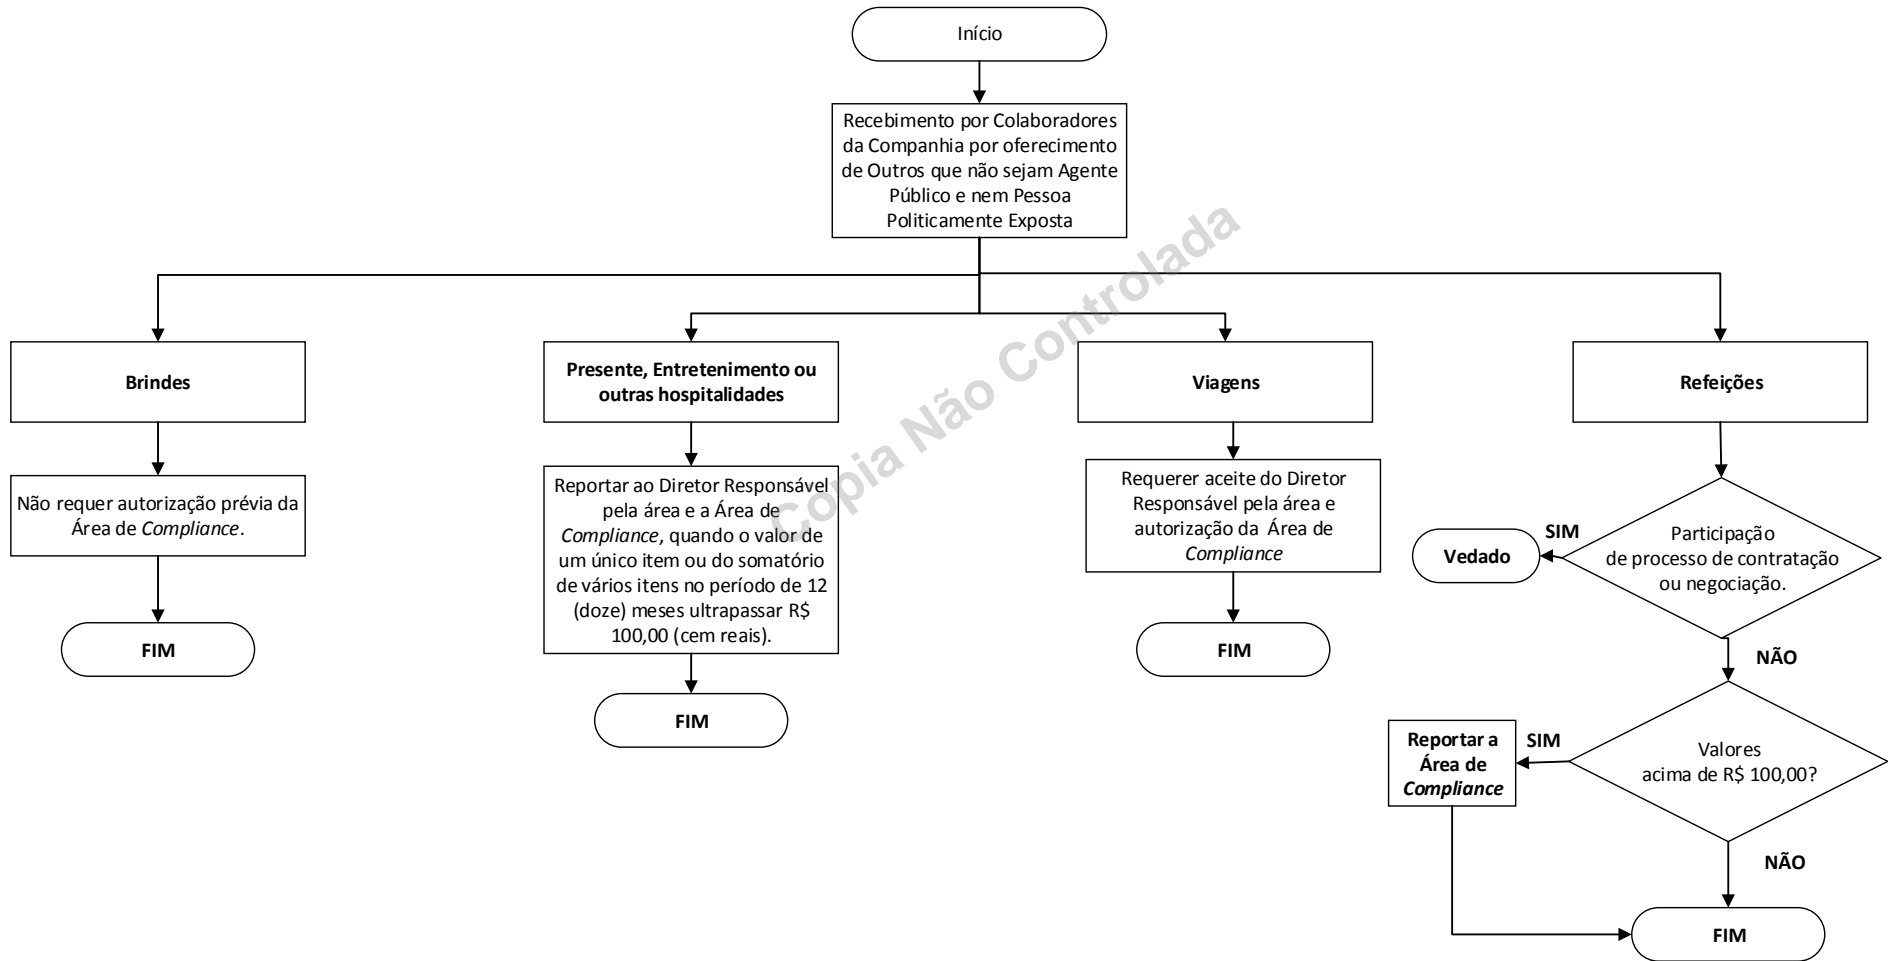 Início
Recebimento por Colaboradores
da Companhia por oferecimento
de Outros que não sejam Agente
Público e nem Pessoa
Politicamente Exposta
Brindes
Presente, Entretenimento ou
outras hospitalidades
Viagens
Refeições
Não requer autorização prévia da
Área de Compliance.
FIM
Reportar ao Diretor Responsável
pela área e a Área de
Compliance, quando o valor de
um único item ou do somatório
de vários itens no período de 12
(doze) meses ultrapassar R$
100,00 (cem reais).
FIM
Requerer aceite do Diretor
Responsável pela área e
autorização da Área de
Compliance
FIM
Participação
de processo de contratação
ou negociação.
SIM
Vedado
NÃO
Valores
acima de R$ 100,00?
SIM
Reportar a
Área de
Compliance
NÃO
FIM
Copia Não Controlada